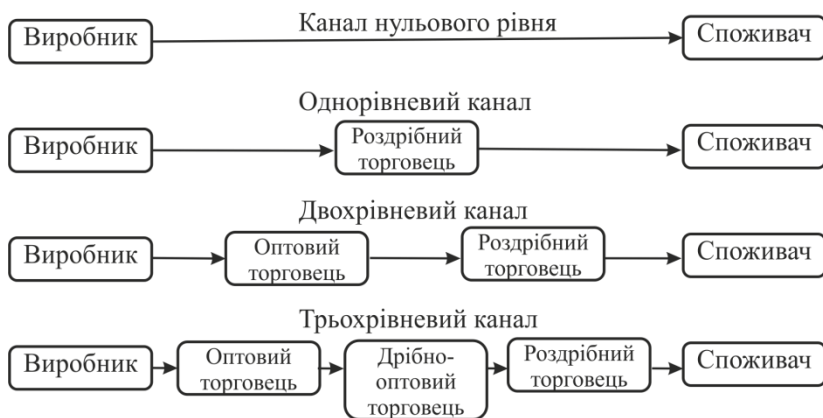 Канал нульового рівня
Виробник Споживач
Однорівневий канал
Виробник Роздрібний торговець Споживач
Двохрівневий канал
Виробник Оптовий торговець Роздрібний торговець Споживач
Трьохрівневий канал
Виробник Оптовий торговець Дрібно-оптовий торговець Роздрібний торговець Споживач